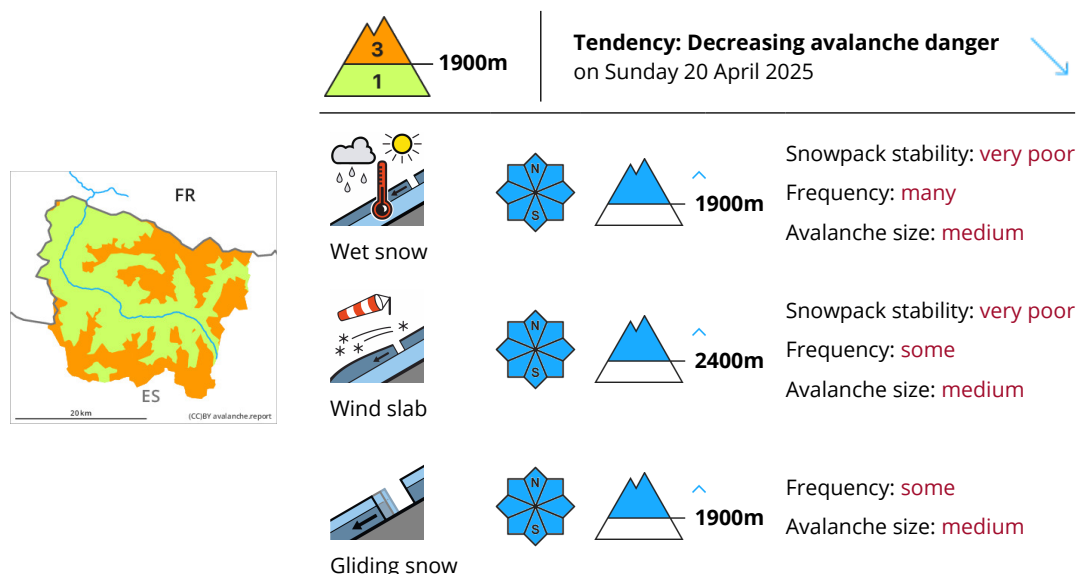 3
1
1900m
Tendency: Decreasing avalanche danger
on Sunday 20 April 2025
FR
ES
20 km
(CC)BY avalanche.report
N
S
1900m
Snowpack stability: very poor
Frequency: many
Avalanche size: medium
Wet snow
N
S
2400m
Snowpack stability: very poor
Frequency: some
Avalanche size: medium
Wind slab
N
S
1900m
Frequency: some
Avalanche size: medium
Gliding snow